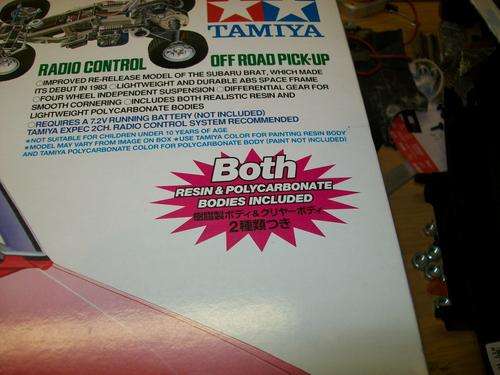 TAMIYA
RADIO CONTROL OFF ROAD PICK-UP
○IMPROVED RE-RELEASE MODEL OF THE SUBARU BRAT, WHICH MADE
ITS DEBUT IN 1983 ○LIGHTWEIGHT AND DURABLE ABS SPACE FRAME
○FOUR WHEEL INDEPENDENT SUSPENSION ○DIFFERENTIAL GEAR FOR
SMOOTH CORNERING ○INCLUDES BOTH REALISTIC RESIN AND
LIGHTWEIGHT POLYCARBONATE BODIES
○REQUIRES A 7.2V RUNNING BATTERY (NOT INCLUDED)
TAMIYA EXPEC 2CH. RADIO CONTROL SYSTEM RECOMMENDED
★NOT SUITABLE FOR CHILDREN UNDER 10 YEARS OF AGE
★MODEL MAY VARY FROM IMAGE ON BOX ★USE TAMIYA COLOR FOR PAINTING RESIN BODY
AND TAMIYA POLYCARBONATE COLOR FOR POLYCARBONATE BODY (PAINT NOT INCLUDED)
Both
RESIN & POLYCARBONATE
BODIES INCLUDED
樹脂製ボディ&クリヤーボディ
2種類つき